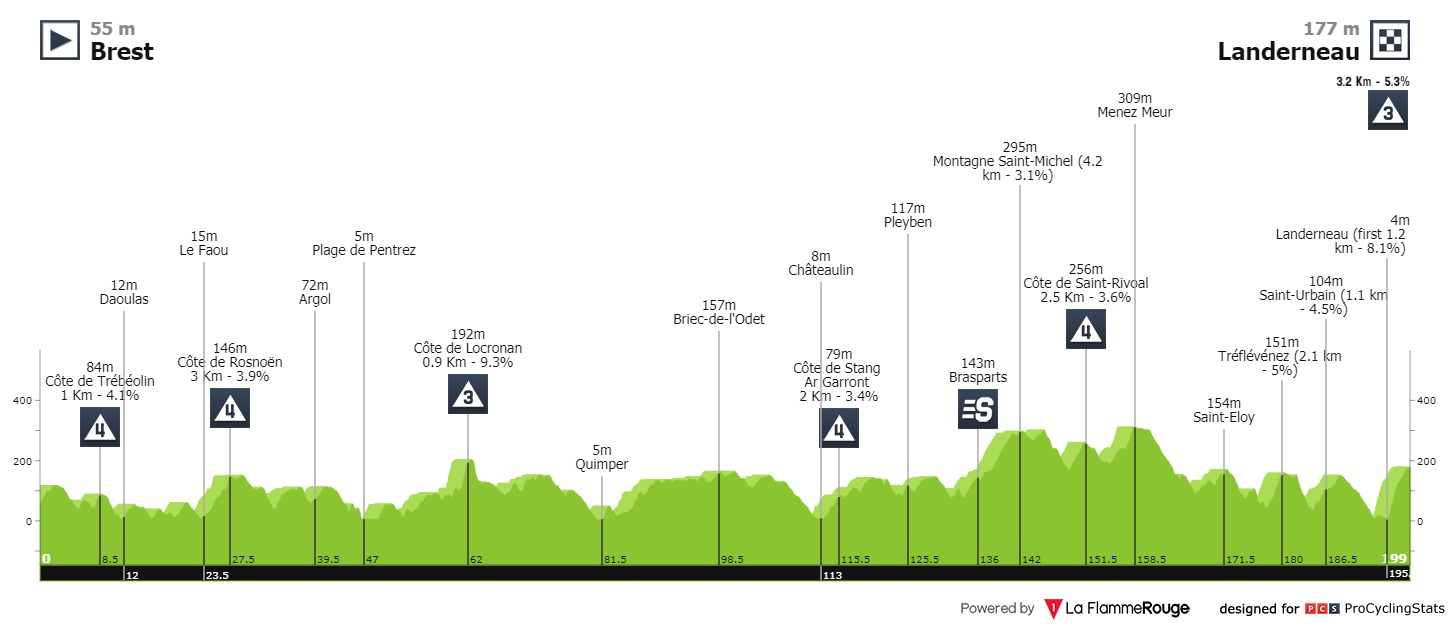 55 m
Brest
177 m
Landerneau
3.2 Km - 5.3%
3
309m
Menez Meur
295m
Montagne Saint-Michel (4.2
km - 3.1%)
117m
Pleyben
4m
Landerneau (first 1.2
km - 8.1%)
15m
Le Faou
5m
Plage de Pentrez
8m
Châteaulin
256m
Côte de Saint-Rivoal
2.5 Km - 3.6%
4
104m
Saint-Urbain (1.1 km
- 4.5%)
12m
Daoulas
72m
Argol
157m
Briec-de-l'Odet
151m
Tréflévénez (2.1 km
- 5%)
192m
Côte de Locronan
0.9 Km - 9.3%
3
146m
Côte de Rosnoën
3 Km - 3.9%
4
79m
Côte de Stang
Ar Garront
2 Km - 3.4%
4
84m
Côte de Trébéolin
1 Km - 4.1%
4
143m
Brasparts
S
154m
Saint-Eloy
5m
Quimper
400
200
0
400
200
0
0 8.5 27.5 39.5 47 62 81.5 98.5 115.5 125.5 136 142 151.5 158.5 171.5 180 186.5 199
12 23.5 113 195.
Powered by 1 La FlammeRouge designed for PCS ProCyclingStats